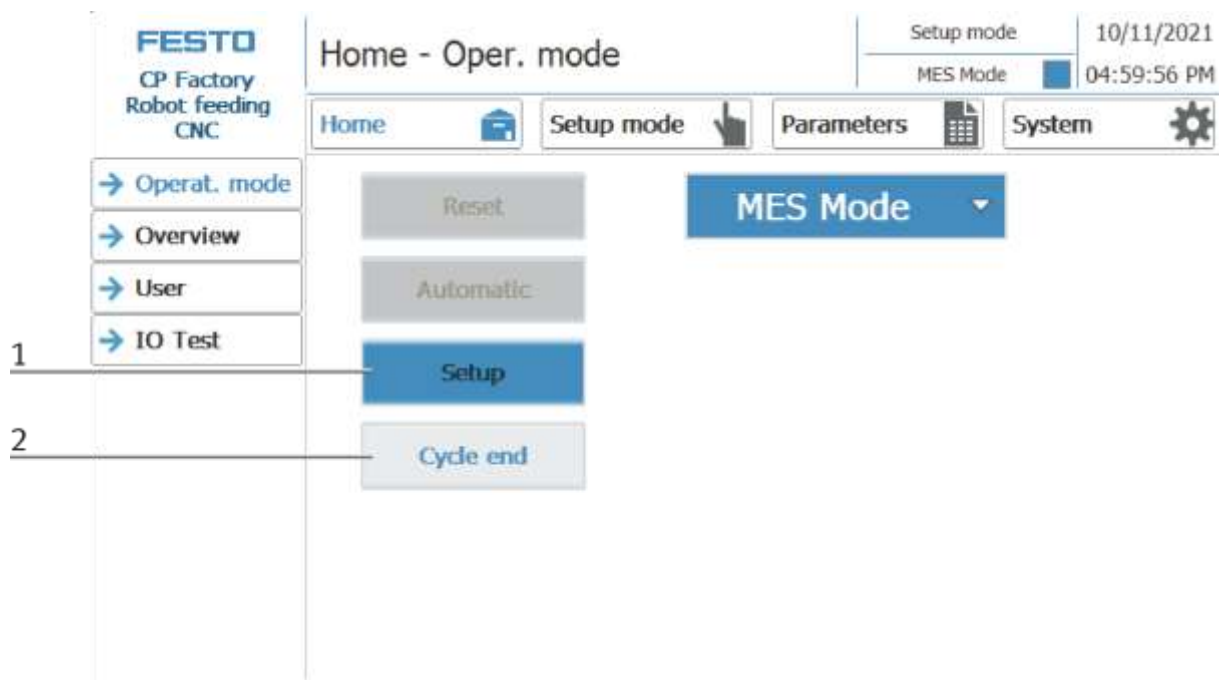 FESTO
CP Factory
Robot feeding
CNC
Home - Oper. mode
Setup mode
MES Mode
10/11/2021
04:59:56 PM
Home
Setup mode
Parameters
System
Operat. mode
Overview
User
IO Test
Reset
Automatic
Setup
Cycle end
MES Mode
1
2